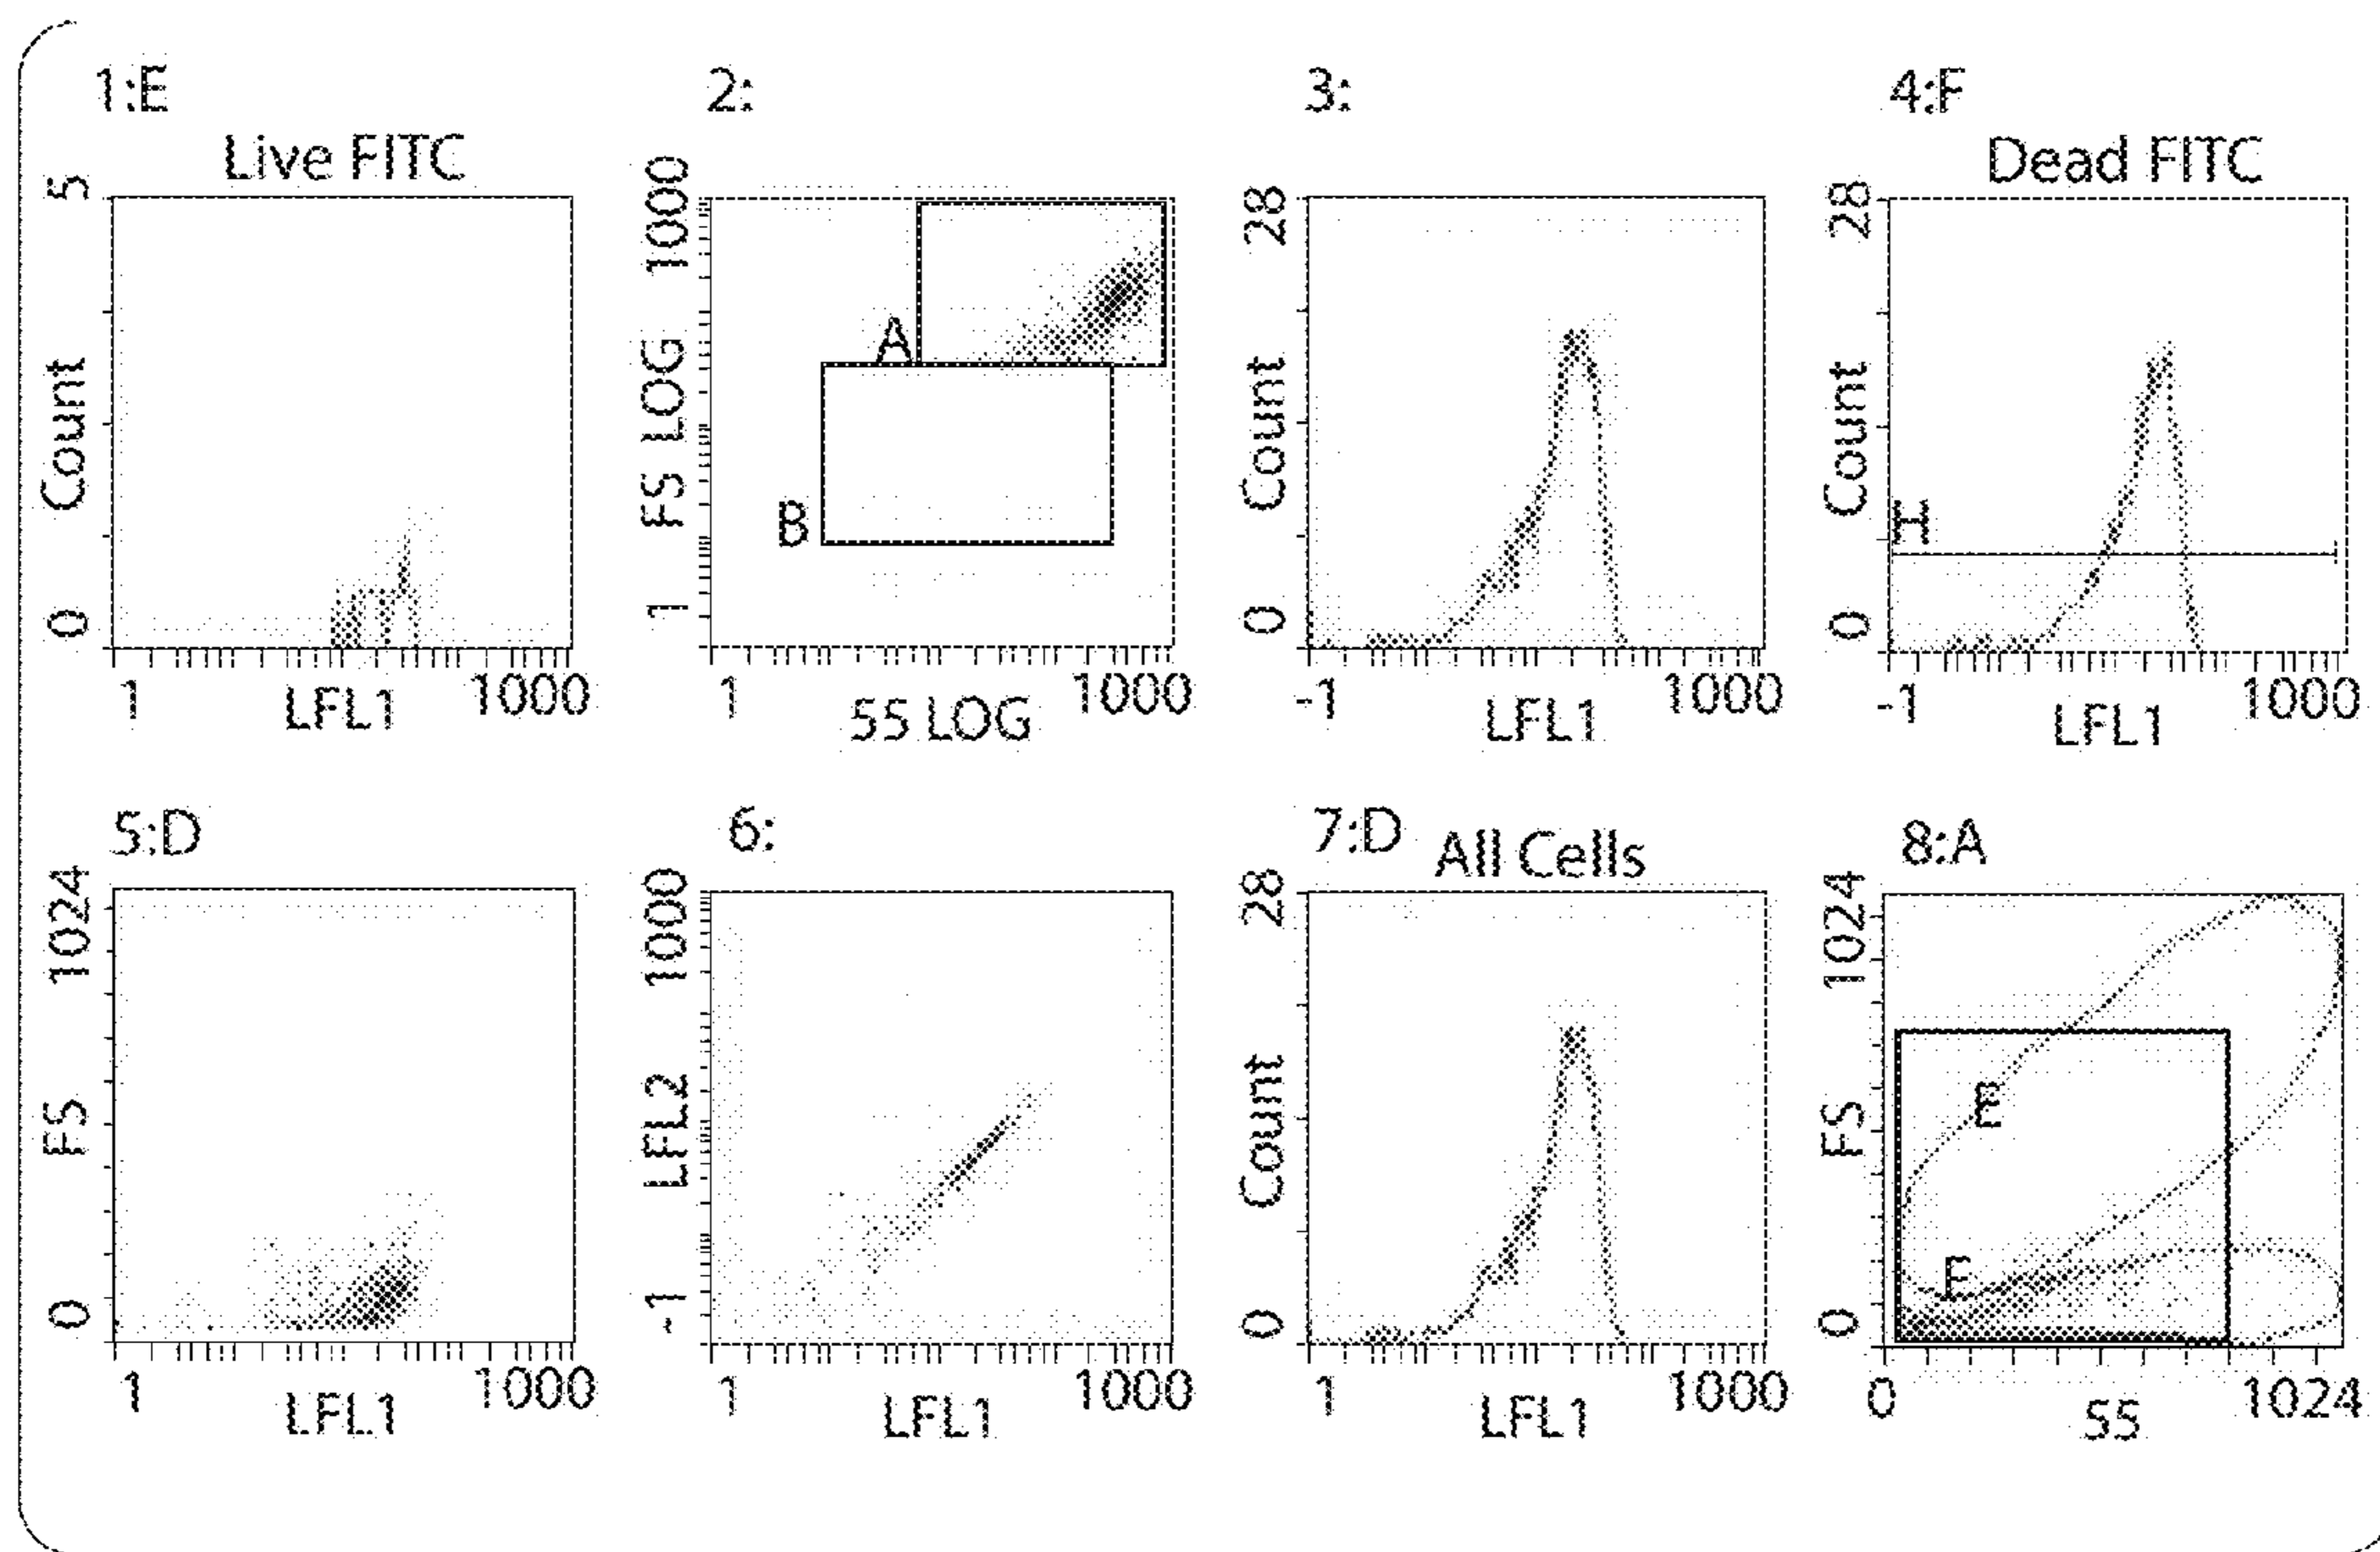 1:E
Live FITC
5
Count
0
1
1000
LFL1
2:
1000
FS LOG
1
A
B
1
1000
55 LOG
3:
28
Count
0
-1
1000
LFL1
4:F
Dead FITC
28
Count
0
H
-1
1000
LFL1
5:D
1024
FS
0
1
1000
LFL1
6:
1000
LFL2
-1
1
1000
LFL1
7:D
All Cells
28
Count
0
1
1000
LFL1
8:A
1024
FS
0
E
F
0
1024
55